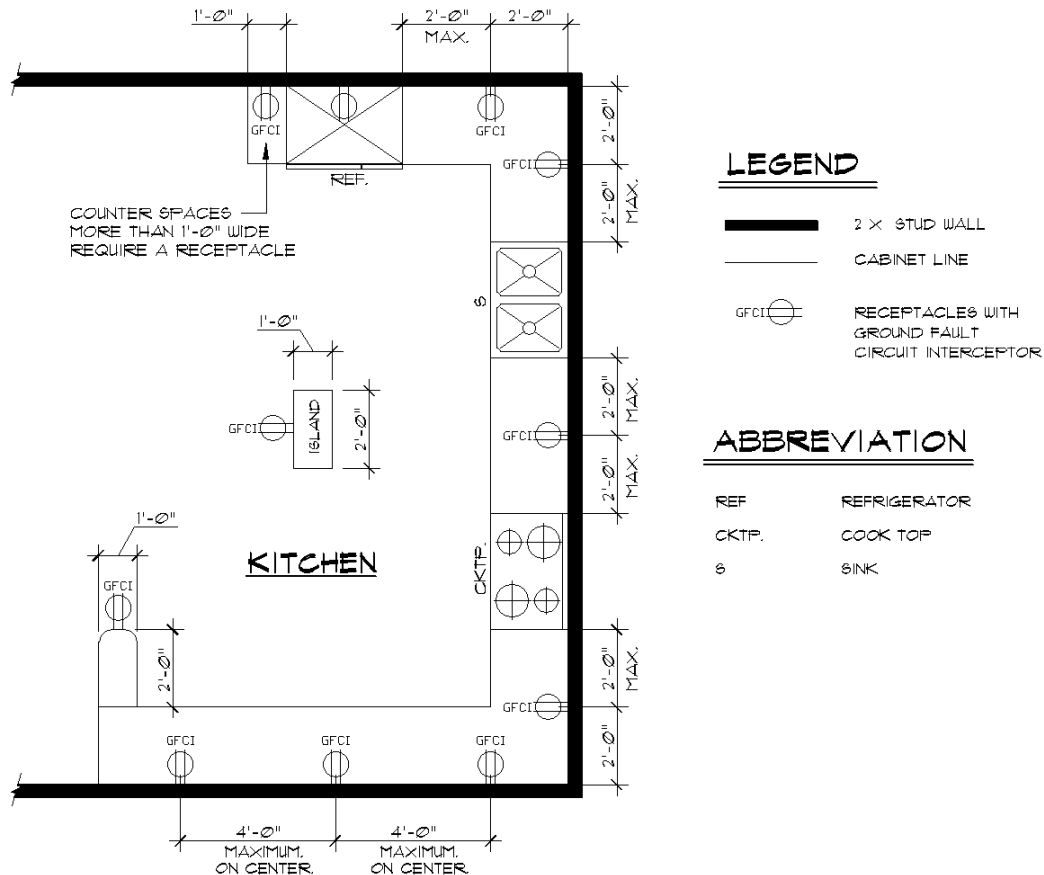 1'-0"
2'-0"
MAX.
2'-0"
GFCI
GFCI
2'-0"
GFCI
REF.
2'-0"
MAX.
COUNTER SPACES
MORE THAN 1'-0" WIDE
REQUIRE A RECEPTACLE
S
1'-0"
GFCI
ISLAND
2'-0"
2'-0"
MAX.
GFCI
2'-0"
MAX.
1'-0"
KITCHEN
CKTP.
GFCI
2'-0"
2'-0"
MAX.
GFCI
GFCI
GFCI
GFCI
2'-0"
4'-0"
MAXIMUM.
ON CENTER.
4'-0"
MAXIMUM.
ON CENTER.
LEGEND
2 X STUD WALL
CABINET LINE
GFCI
RECEPTACLES WITH
GROUND FAULT
CIRCUIT INTERCEPTOR
ABBREVIATION
REF REFRIGERATOR
CKTP. COOK TOP
S SINK